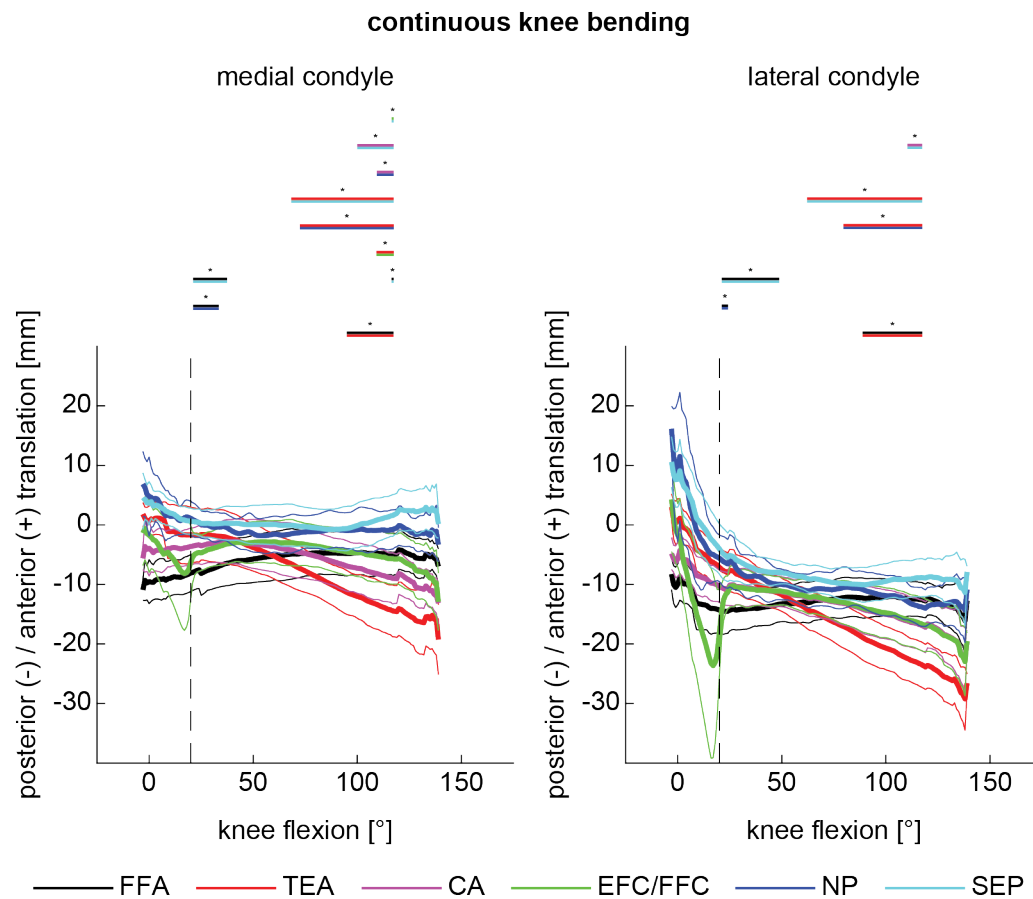 continuous knee bending
medial condyle
lateral condyle
*
*
*
*
*
*
* *
*
*
*
*
*
*
*
*
*
posterior (-) / anterior (+) translation [mm]
20
10
0
-10
-20
-30
0 50 100 150
knee flexion [°]
posterior (-) / anterior (+) translation [mm]
20
10
0
-10
-20
-30
0 50 100 150
knee flexion [°]
FFA TEA CA EFC/FFC NP SEP